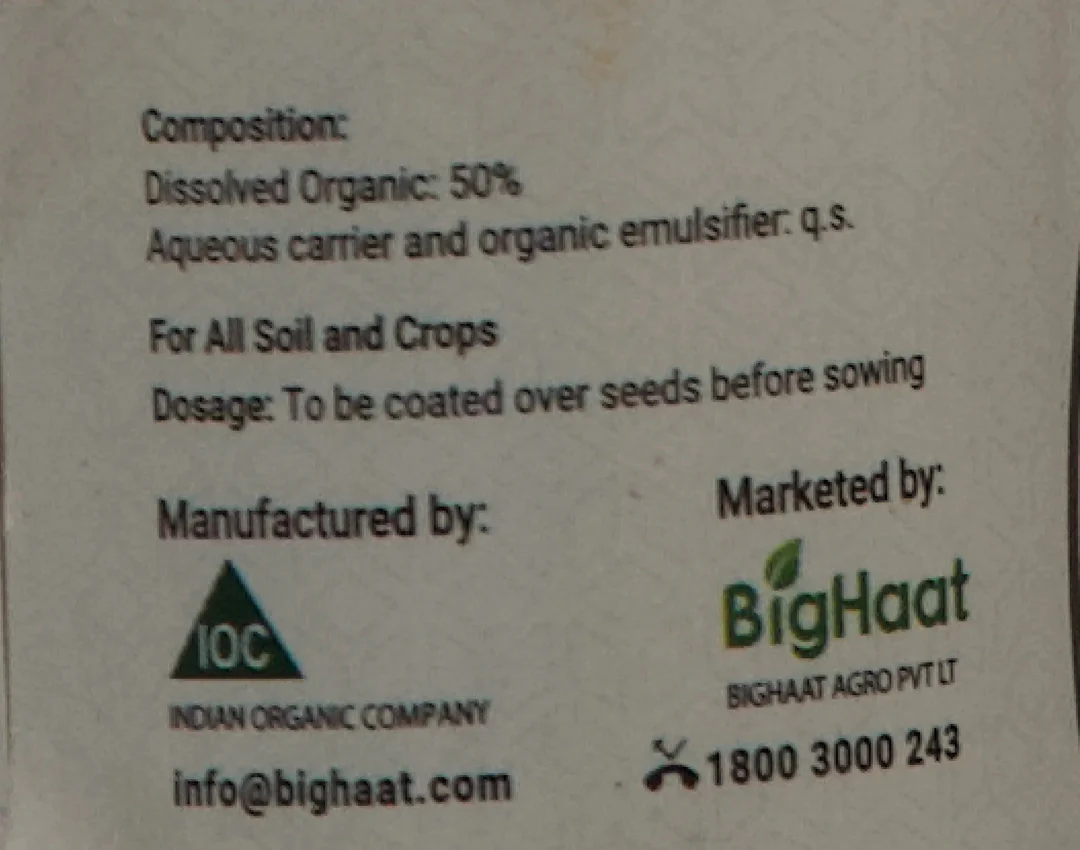 Composition:
Dissolved Organic: 50%
Aqueous carrier and organic emulsifier: q.s.
For All Soil and Crops
Dosage: To be coated over seeds before sowing
Manufactured by:
IOC
INDIAN ORGANIC COMPANY
info@bighaat.com
Marketed by:
BigHaat
BIGHAAT AGRO PVT LT
1800 3000 243